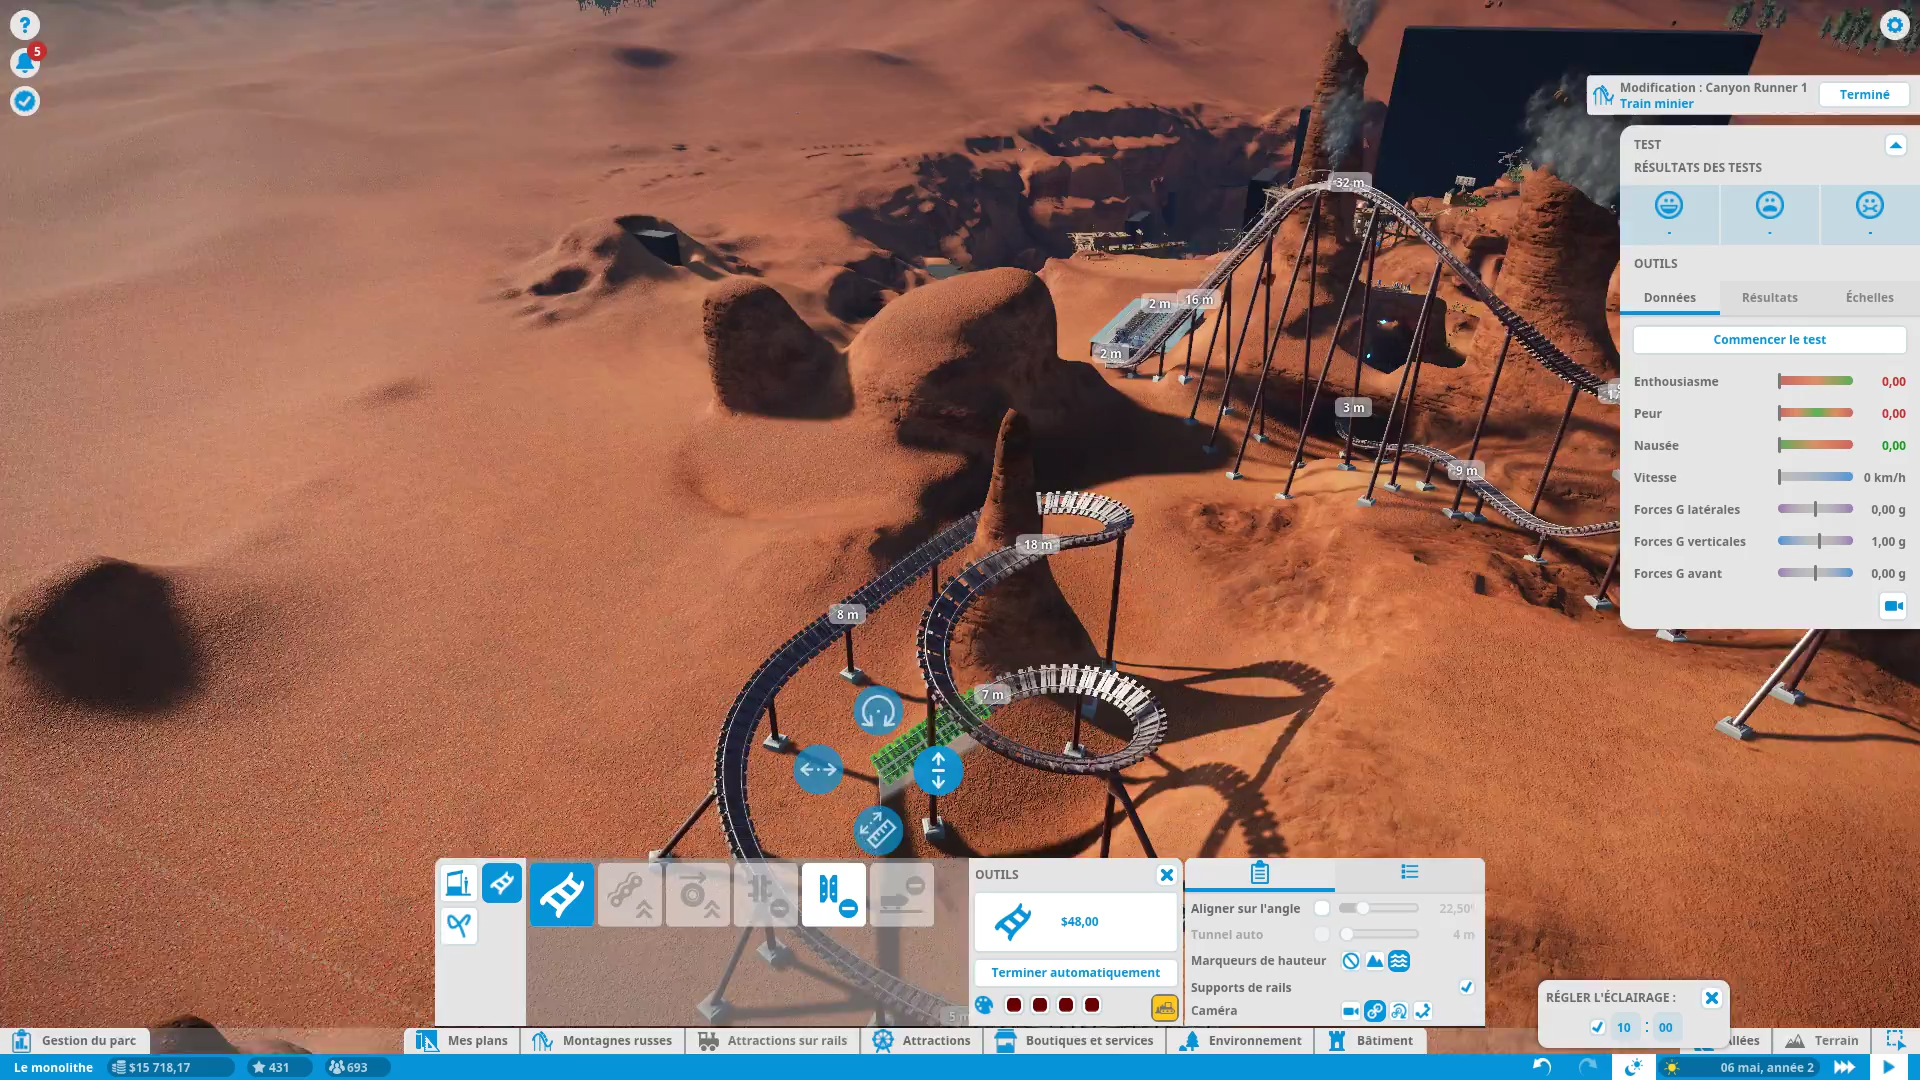 ?
5
Modification : Canyon Runner 1
Train minier
Terminé
TEST
RÉSULTATS DES TESTS
-
-
-
OUTILS
Données
Résultats
Échelles
Commencer le test
Enthousiasme
0,00
Peur
0,00
Nausée
0,00
Vitesse
0 km/h
Forces G latérales
0,00 g
Forces G verticales
1,00 g
Forces G avant
0,00 g
32 m
2 m
16 m
2 m
3 m
9 m
18 m
8 m
7 m
5 m
OUTILS
$48,00
Terminer automatiquement
Aligner sur l'angle
22,50°
Tunnel auto
4 m
Marqueurs de hauteur
Supports de rails
Caméra
RÉGLER L'ÉCLAIRAGE :
10 : 00
Gestion du parc
Mes plans
Montagnes russes
Attractions sur rails
Attractions
Boutiques et services
Environnement
Bâtiment
Terrain
Le monolithe
$15 718,17
431
693
06 mai, année 2